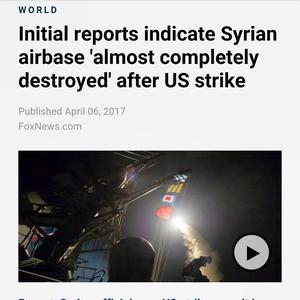 WORLD
Initial reports indicate Syrian
airbase 'almost completely
destroyed' after US strike
Published April 06, 2017
FoxNews.com